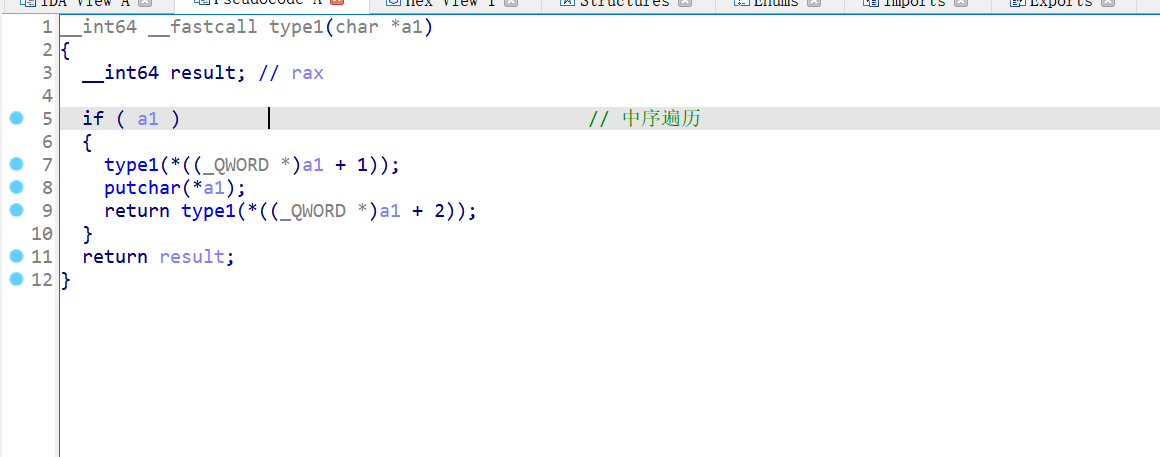 IDA View A Pseudocode A Hex View 1 Structures Enums Imports Exports
1 __int64 __fastcall type1(char *a1)
2 {
3 __int64 result; // rax
4
5 if ( a1 ) // 中序遍历
6 {
7 type1(*((_QWORD *)a1 + 1));
8 putchar(*a1);
9 return type1(*((_QWORD *)a1 + 2));
10 }
11 return result;
12 }